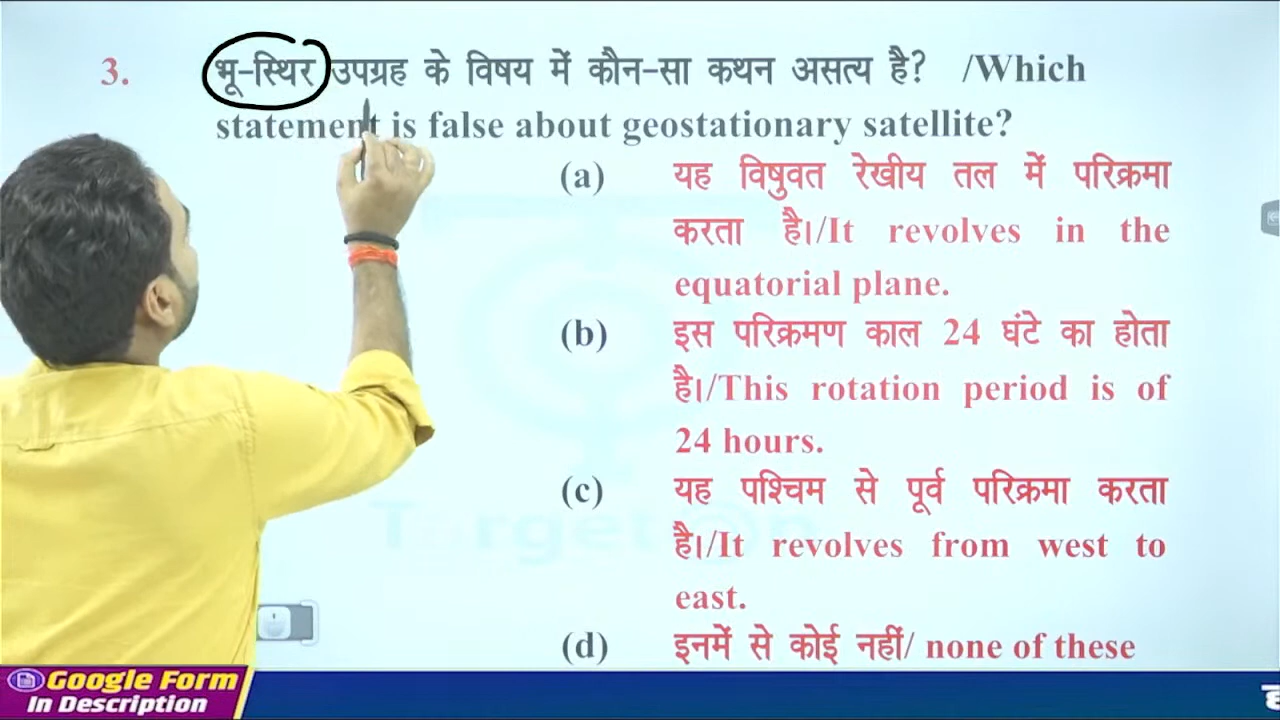 3. भू-स्थिर उपग्रह के विषय में कौन-सा कथन असत्य है? /Which
statement is false about geostationary satellite?
(a) यह विषुवत रेखीय तल में परिक्रमा
करता है।/It revolves in the
equatorial plane.
(b) इस परिक्रमण काल 24 घंटे का होता
है।/This rotation period is of
24 hours.
(c) यह पश्चिम से पूर्व परिक्रमा करता
है।/It revolves from west to
east.
(d) इनमें से कोई नहीं/ none of these
Target@n
Google Form
In Description